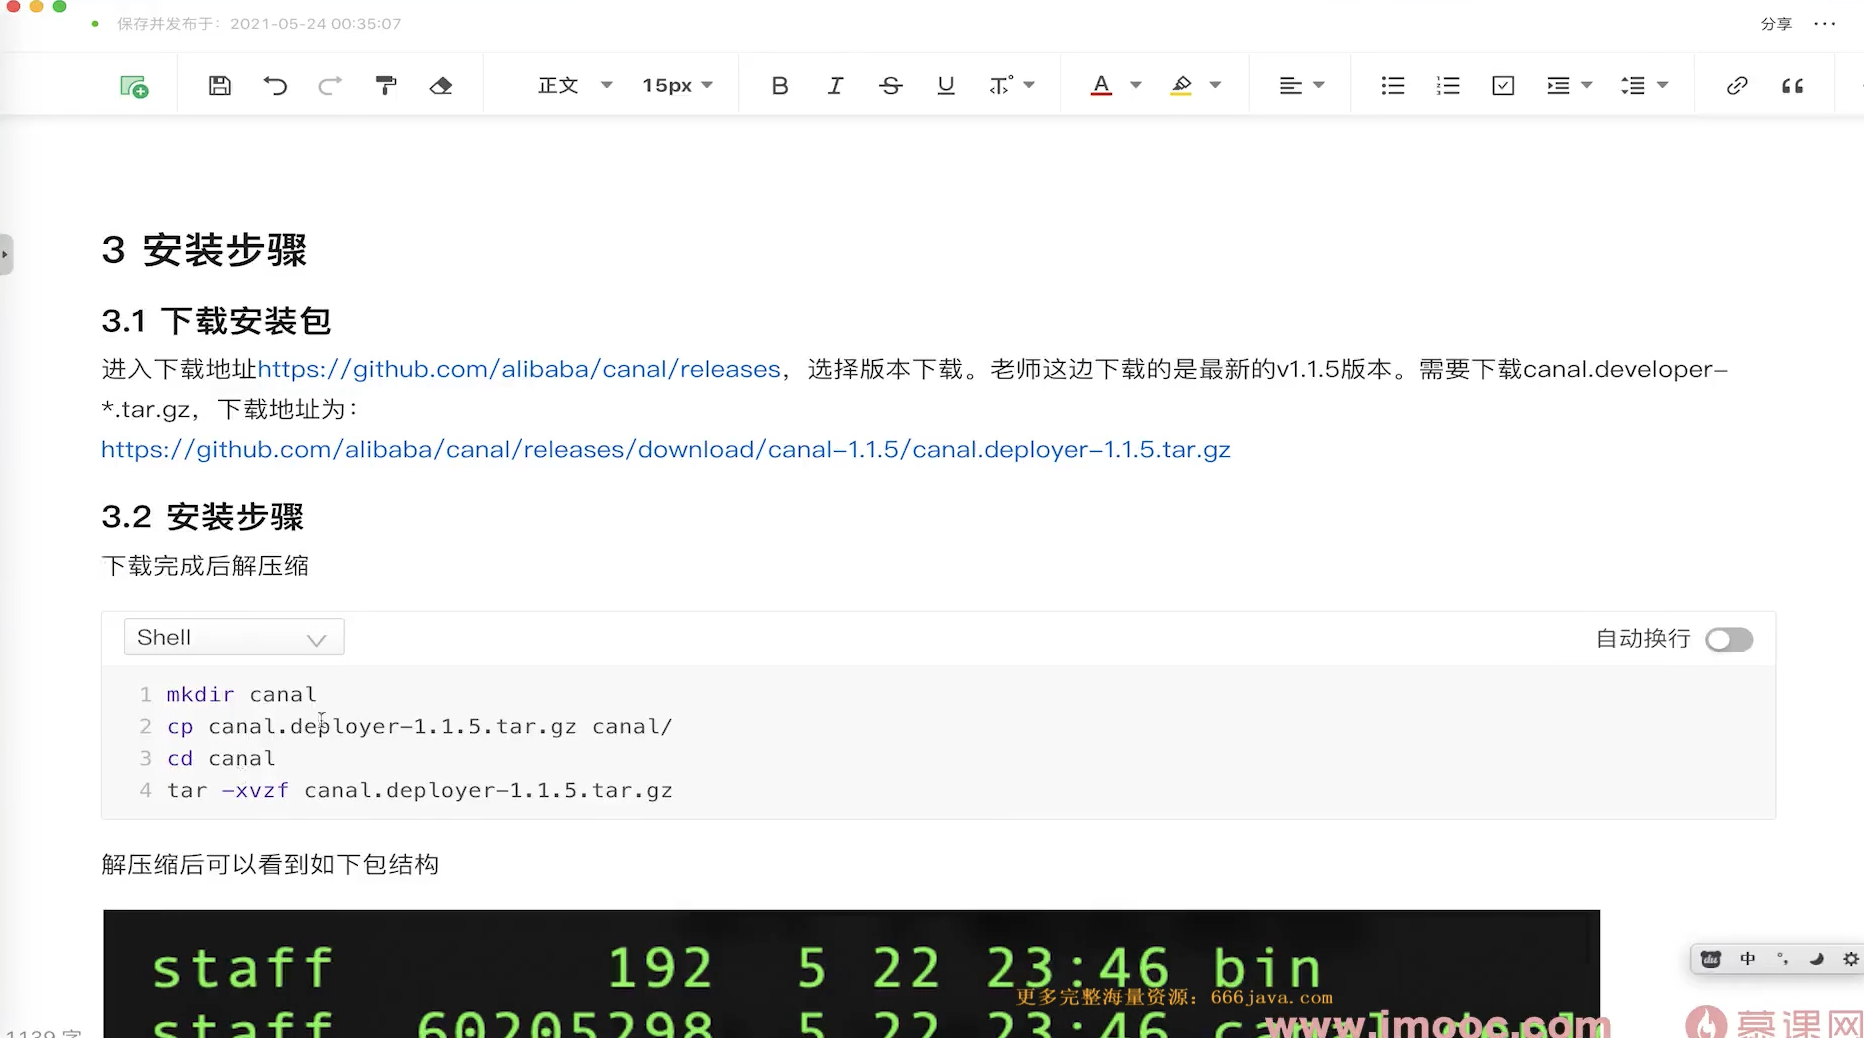 保存并发布于：2021-05-24 00:35:07
分享
正文
15px
3 安装步骤
3.1 下载安装包
进入下载地址https://github.com/alibaba/canal/releases，选择版本下载。老师这边下载的是最新的v1.1.5版本。需要下载canal.developer-
*.tar.gz，下载地址为：
https://github.com/alibaba/canal/releases/download/canal-1.1.5/canal.deployer-1.1.5.tar.gz
3.2 安装步骤
下载完成后解压缩
Shell
自动换行
1 mkdir canal
2 cp canal.deployer-1.1.5.tar.gz canal/
3 cd canal
4 tar -xvzf canal.deployer-1.1.5.tar.gz
解压缩后可以看到如下包结构
staff 192 5 22 23:46 bin
更多完整海量资源：666java.com
staff 60205298 5 22 23:46
www.imooc.com
慕课网
中
1139 字